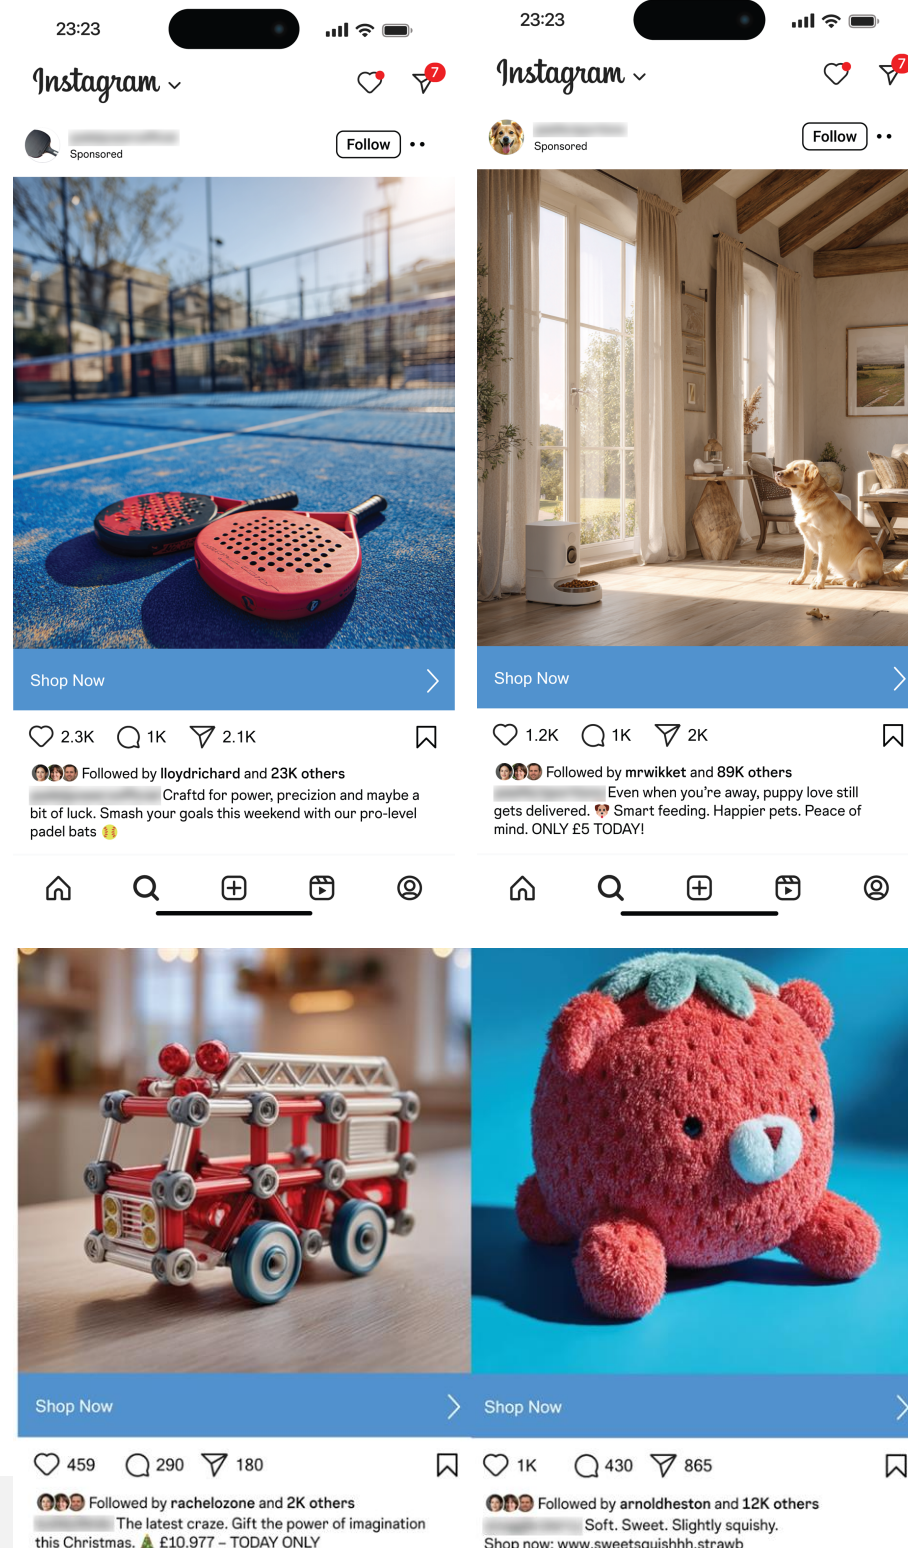 23:23
Instagram
7
Sponsored
Follow
Shop Now
2.3K 1K 2.1K
Followed by lloydrichard and 23K others
Craftd for power, precizion and maybe a
bit of luck. Smash your goals this weekend with our pro-level
padel bats 🥎
23:23
Instagram
7
Sponsored
Follow
Shop Now
1.2K 1K 2K
Followed by mrwikket and 89K others
Even when you're away, puppy love still
gets delivered. 🐶 Smart feeding. Happier pets. Peace of
mind. ONLY £5 TODAY!
Shop Now
459 290 180
Followed by rachelozone and 2K others
The latest craze. Gift the power of imagination
this Christmas. 🎄 £10.977 – TODAY ONLY
Shop Now
1K 430 865
Followed by arnoldheston and 12K others
Soft. Sweet. Slightly squishy.
Shop now: www.sweetsquishhh.strawb